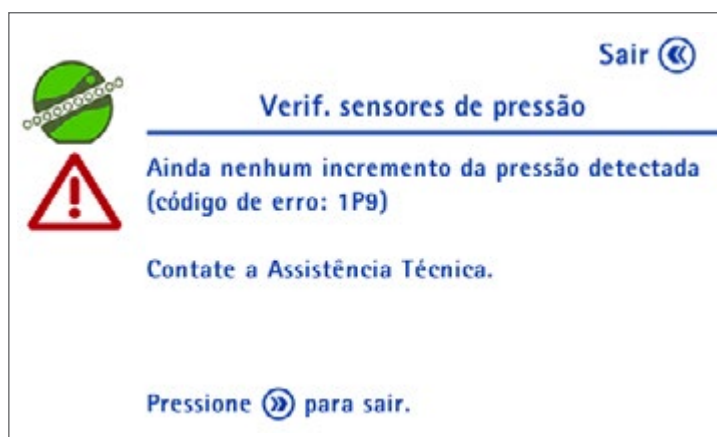 Sair
Verif. sensores de pressão
Ainda nenhum incremento da pressão detectada
(código de erro: 1P9)
Contate a Assistência Técnica.
Pressione para sair.